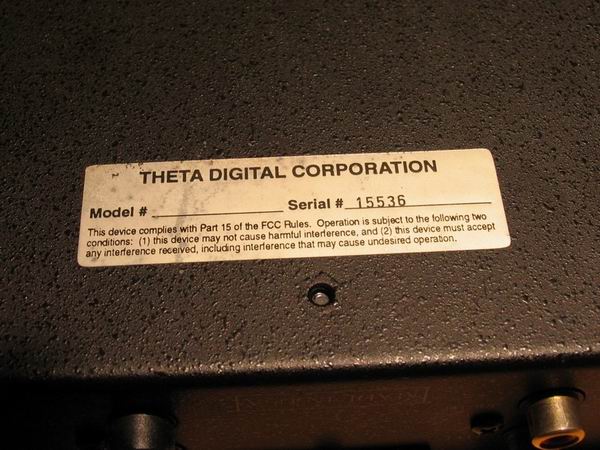 THETA DIGITAL CORPORATION
Model # Serial # 15536
This device complies with Part 15 of the FCC Rules. Operation is subject to the following two
conditions: (1) this device may not cause harmful interference, and (2) this device must accept
any interference received, including interference that may cause undesired operation.